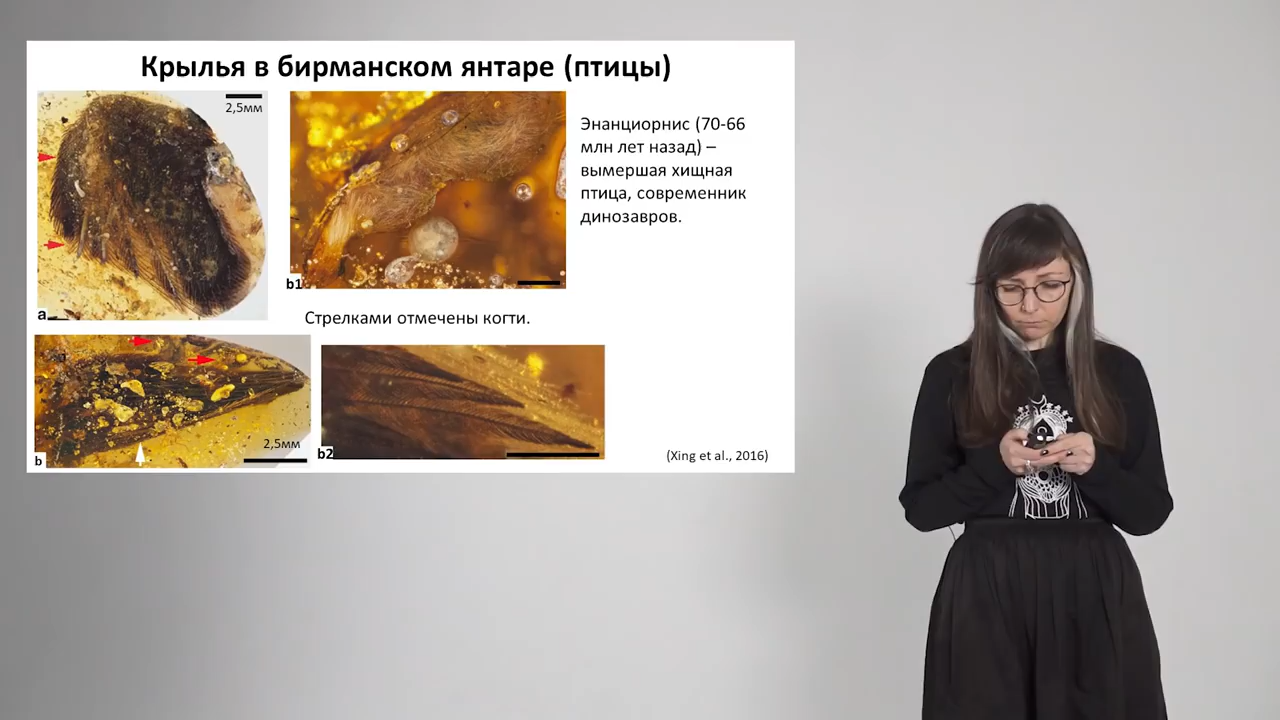 Крылья в бирманском янтаре (птицы)
2,5мм
a
b1
Энанциорнис (70-66
млн лет назад) –
вымершая хищная
птица, современник
динозавров.
Стрелками отмечены когти.
2,5мм
b
b2
(Xing et al., 2016)